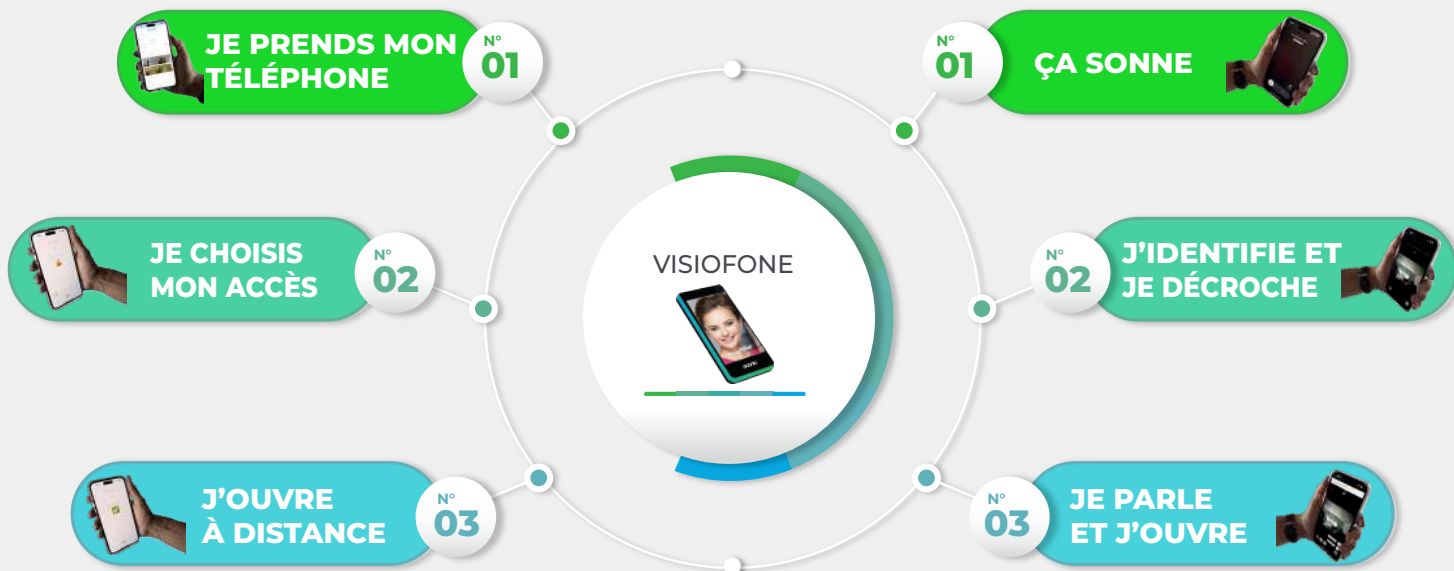 JE PRENDS MON
TÉLÉPHONE
N°
01
JE CHOISIS
MON ACCÈS
N°
02
J’OUVRE
À DISTANCE
N°
03
VISIOFONE
N°
01
ÇA SONNE
N°
02
J’IDENTIFIE ET
JE DÉCROCHE
N°
03
JE PARLE
ET J’OUVRE